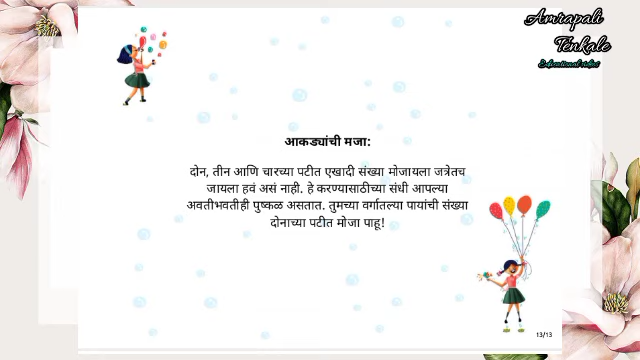 Amrapali
Tenkale
Educational video
आकड्यांची मजा:
दोन, तीन आणि चारच्या पटीत एखादी संख्या मोजायला जत्रेतच
जायला हवं असं नाही. हे करण्यासाठीच्या संधी आपल्या
अवतीभवतीही पुष्कळ असतात. तुमच्या वर्गातल्या पायांची संख्या
दोनाच्या पटीत मोजा पाहू!
13/13